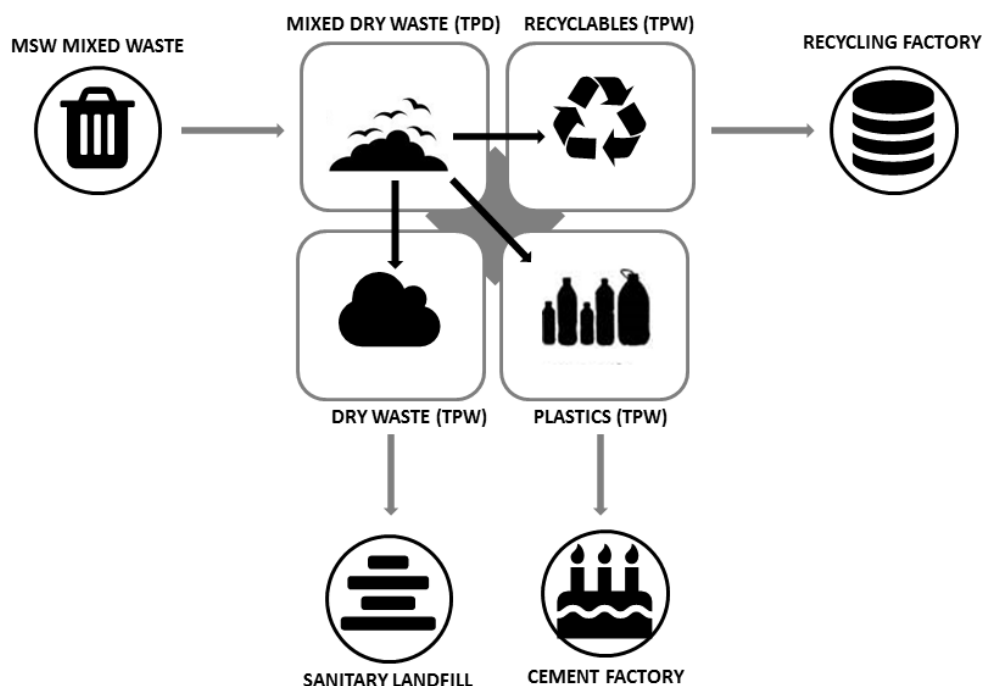 MSW MIXED WASTE
MIXED DRY WASTE (TPD)
RECYCLABLES (TPW)
RECYCLING FACTORY
DRY WASTE (TPW)
PLASTICS (TPW)
SANITARY LANDFILL
CEMENT FACTORY